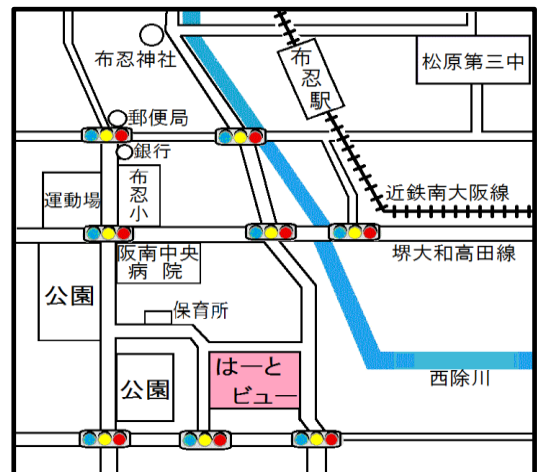 布忍神社
布忍駅
松原第三中
郵便局
銀行
運動場
布忍小
近鉄南大阪線
阪南中央
病院
堺大和高田線
公園
保育所
公園
はーと
ビュー
西除川